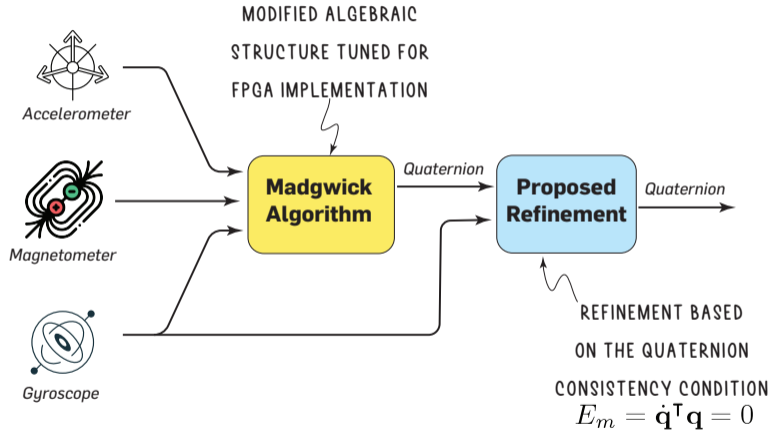 MODIFIED ALGEBRAIC
STRUCTURE TUNED FOR
FPGA IMPLEMENTATION
Accelerometer
Magnetometer
Gyroscope
Madgwick
Algorithm
Quaternion
Proposed
Refinement
Quaternion
REFINEMENT BASED
ON THE QUATERNION
CONSISTENCY CONDITION
E_m = q̇ᵀq = 0